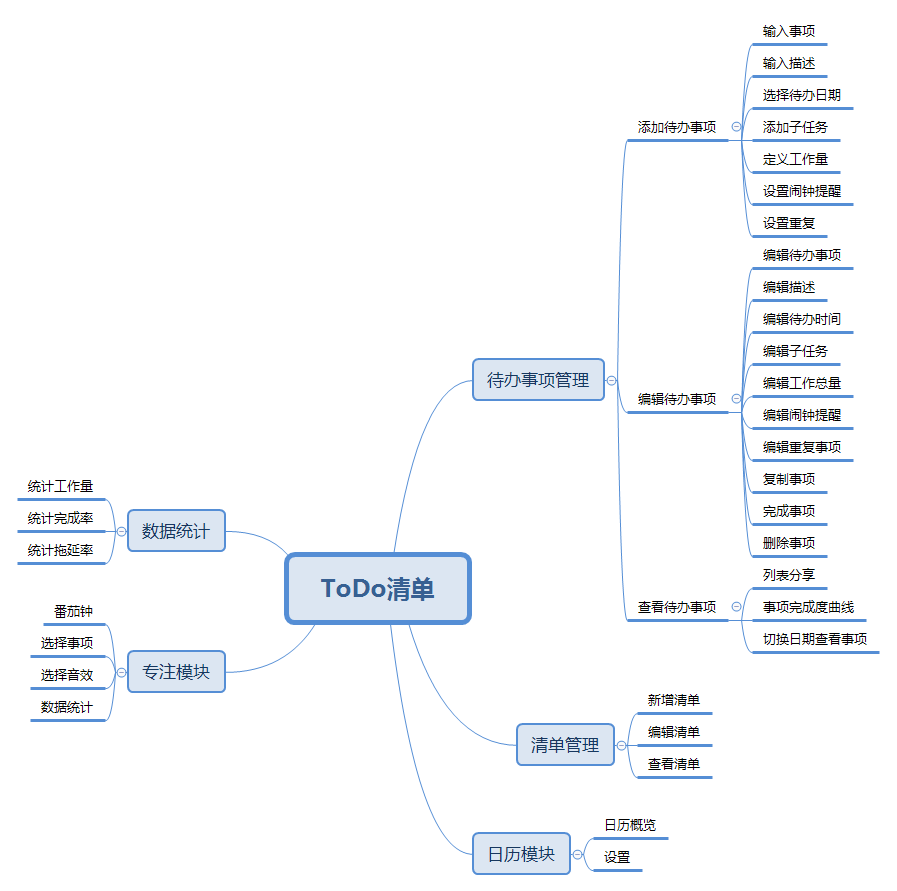 ToDo清单
待办事项管理
添加待办事项
输入事项
输入描述
选择待办日期
添加子任务
定义工作量
设置闹钟提醒
设置重复
编辑待办事项
编辑待办事项
编辑描述
编辑待办时间
编辑子任务
编辑工作总量
编辑闹钟提醒
编辑重复事项
复制事项
完成事项
删除事项
查看待办事项
列表分享
事项完成度曲线
切换日期查看事项
清单管理
新增清单
编辑清单
查看清单
日历模块
日历概览
设置
数据统计
统计工作量
统计完成率
统计拖延率
专注模块
番茄钟
选择事项
选择音效
数据统计